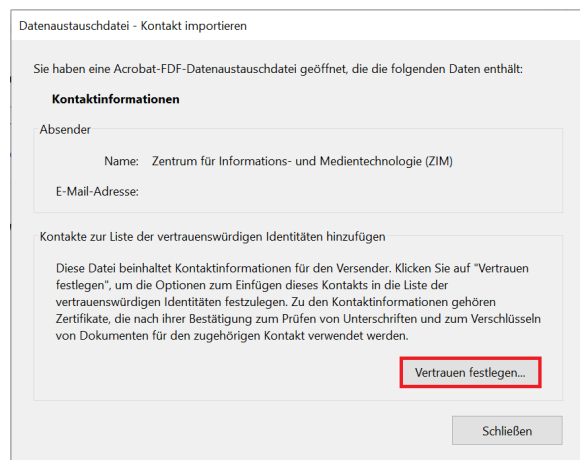 Datenaustauschdatei - Kontakt importieren
Sie haben eine Acrobat-FDF-Datenaustauschdatei geöffnet, die die folgenden Daten enthält:
Kontaktinformationen
Absender
Name: Zentrum für Informations- und Medientechnologie (ZIM)
E-Mail-Adresse:
Kontakte zur Liste der vertrauenswürdigen Identitäten hinzufügen
Diese Datei beinhaltet Kontaktinformationen für den Versender. Klicken Sie auf "Vertrauen
festlegen", um die Optionen zum Einfügen dieses Kontakts in die Liste der
vertrauenswürdigen Identitäten festzulegen. Zu den Kontaktinformationen gehören
Zertifikate, die nach ihrer Bestätigung zum Prüfen von Unterschriften und zum Verschlüsseln
von Dokumenten für den zugehörigen Kontakt verwendet werden.
Vertrauen festlegen...
Schließen